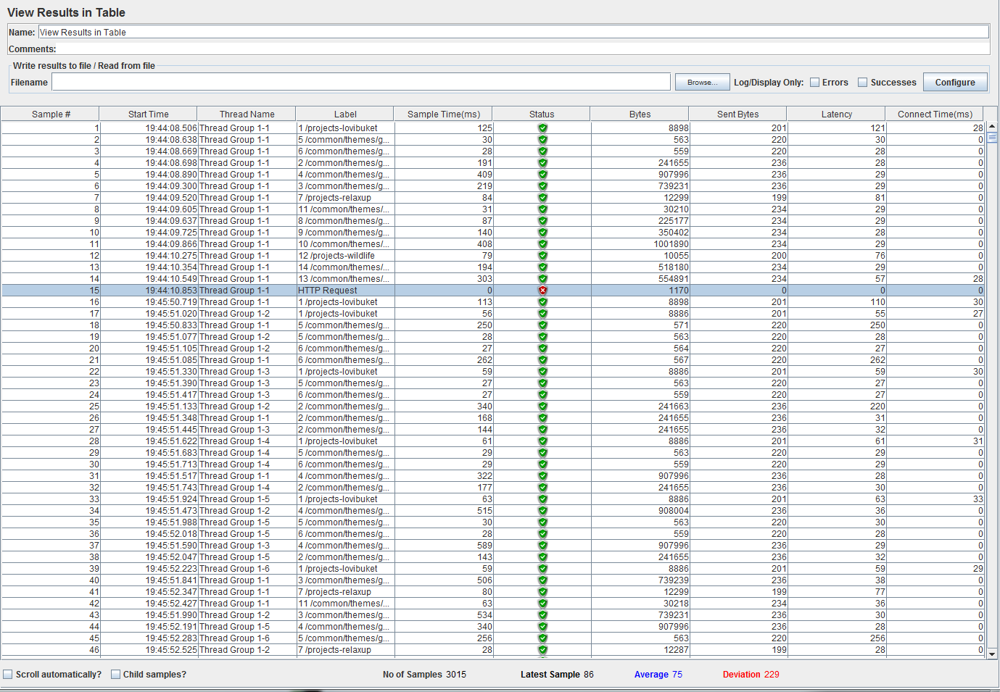 View Results in Table
Name: View Results in Table
Comments:
Write results to file / Read from file
Filename Browse... Log/Display Only: Errors Successes Configure
Sample # Start Time Thread Name Label Sample Time(ms) Status Bytes Sent Bytes Latency Connect Time(ms)
1 19:44:08.506 Thread Group 1-1 1 /projects-lovibuket 125 8898 201 121 28
2 19:44:08.638 Thread Group 1-1 5 /common/themes/g... 30 563 220 30 0
3 19:44:08.669 Thread Group 1-1 6 /common/themes/g... 28 559 220 28 0
4 19:44:08.698 Thread Group 1-1 2 /common/themes/g... 191 241655 236 28 0
5 19:44:08.890 Thread Group 1-1 4 /common/themes/g... 409 907996 236 29 0
6 19:44:09.300 Thread Group 1-1 3 /common/themes/g... 219 739231 236 29 0
7 19:44:09.520 Thread Group 1-1 7 /projects-relaxup 84 12299 199 81 0
8 19:44:09.605 Thread Group 1-1 11 /common/themes/... 31 30210 234 29 0
9 19:44:09.637 Thread Group 1-1 8 /common/themes/g... 87 225177 234 29 0
10 19:44:09.725 Thread Group 1-1 9 /common/themes/g... 140 350402 234 28 0
11 19:44:09.866 Thread Group 1-1 10 /common/themes/... 408 1001890 234 29 0
12 19:44:10.275 Thread Group 1-1 12 /projects-wildlife 79 10055 200 76 0
13 19:44:10.354 Thread Group 1-1 14 /common/themes/... 194 518180 234 29 0
14 19:44:10.549 Thread Group 1-1 13 /common/themes/... 303 554891 234 57 28
15 19:44:10.853 Thread Group 1-1 HTTP Request 0 1170 0 0 0
16 19:45:50.719 Thread Group 1-1 1 /projects-lovibuket 113 8898 201 110 30
17 19:45:51.020 Thread Group 1-2 1 /projects-lovibuket 56 8886 201 55 27
18 19:45:50.833 Thread Group 1-1 5 /common/themes/g... 250 571 220 250 0
19 19:45:51.077 Thread Group 1-2 5 /common/themes/g... 28 563 220 28 0
20 19:45:51.105 Thread Group 1-2 6 /common/themes/g... 27 564 220 27 0
21 19:45:51.085 Thread Group 1-1 6 /common/themes/g... 262 567 220 262 0
22 19:45:51.330 Thread Group 1-3 1 /projects-lovibuket 59 8886 201 59 30
23 19:45:51.390 Thread Group 1-3 5 /common/themes/g... 27 563 220 27 0
24 19:45:51.417 Thread Group 1-3 6 /common/themes/g... 27 559 220 27 0
25 19:45:51.133 Thread Group 1-2 2 /common/themes/g... 340 241663 236 220 0
26 19:45:51.348 Thread Group 1-1 2 /common/themes/g... 168 241655 236 31 0
27 19:45:51.445 Thread Group 1-3 2 /common/themes/g... 144 241655 236 32 0
28 19:45:51.622 Thread Group 1-4 1 /projects-lovibuket 61 8886 201 61 31
29 19:45:51.683 Thread Group 1-4 5 /common/themes/g... 29 563 220 29 0
30 19:45:51.713 Thread Group 1-4 6 /common/themes/g... 29 559 220 29 0
31 19:45:51.517 Thread Group 1-1 4 /common/themes/g... 322 907996 236 28 0
32 19:45:51.743 Thread Group 1-4 2 /common/themes/g... 177 241655 236 30 0
33 19:45:51.924 Thread Group 1-5 1 /projects-lovibuket 63 8886 201 63 33
34 19:45:51.473 Thread Group 1-2 4 /common/themes/g... 515 908004 236 36 0
35 19:45:51.988 Thread Group 1-5 5 /common/themes/g... 30 563 220 30 0
36 19:45:52.018 Thread Group 1-5 6 /common/themes/g... 28 559 220 28 0
37 19:45:51.590 Thread Group 1-3 4 /common/themes/g... 589 907996 236 29 0
38 19:45:52.047 Thread Group 1-5 2 /common/themes/g... 143 241655 236 32 0
39 19:45:52.223 Thread Group 1-6 1 /projects-lovibuket 59 8886 201 59 29
40 19:45:51.841 Thread Group 1-1 3 /common/themes/g... 506 739239 236 38 0
41 19:45:52.347 Thread Group 1-1 7 /projects-relaxup 80 12299 199 77 0
42 19:45:52.427 Thread Group 1-1 11 /common/themes/... 63 30218 234 36 0
43 19:45:51.990 Thread Group 1-2 3 /common/themes/g... 534 739231 236 30 0
44 19:45:52.191 Thread Group 1-5 4 /common/themes/g... 340 907996 236 28 0
45 19:45:52.283 Thread Group 1-6 5 /common/themes/g... 256 563 220 256 0
46 19:45:52.525 Thread Group 1-2 7 /projects-relaxup 28 12287 199 28 0
Scroll automatically? Child samples? No of Samples 3015 Latest Sample 86 Average 75 Deviation 229